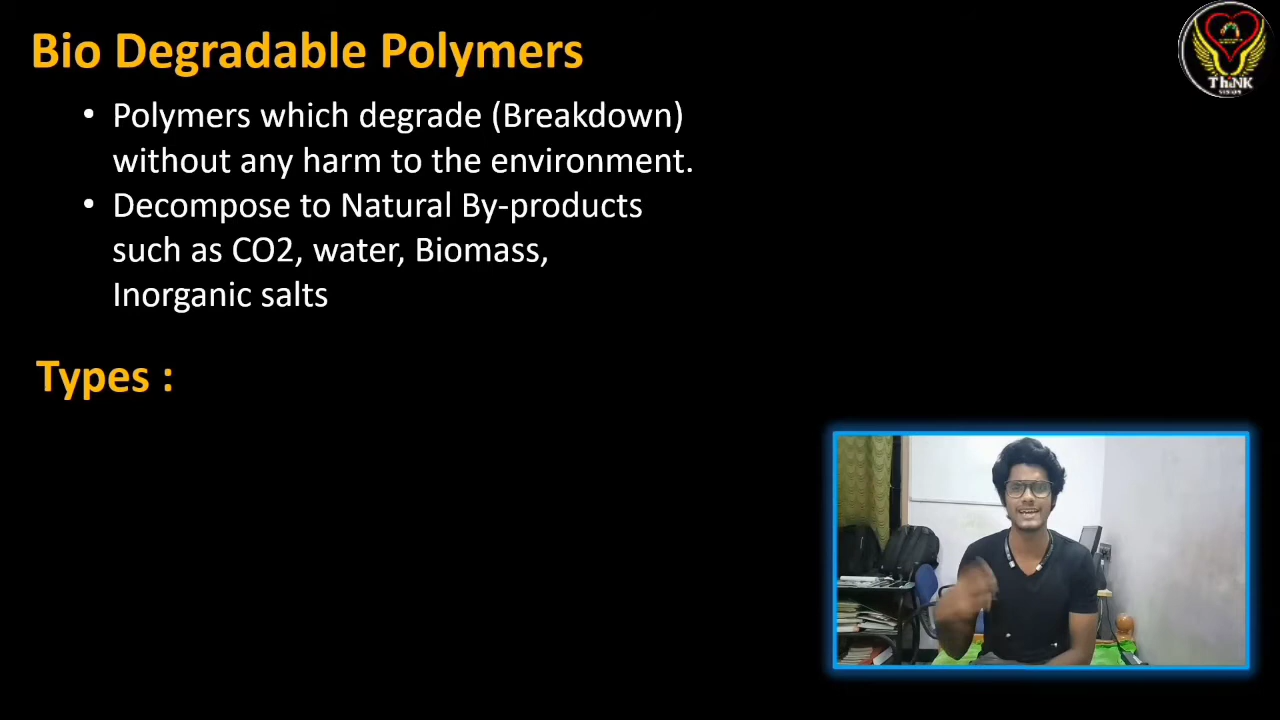 Bio Degradable Polymers
• Polymers which degrade (Breakdown)
without any harm to the environment.
• Decompose to Natural By-products
such as CO2, water, Biomass,
Inorganic salts
Types :
ThiNK